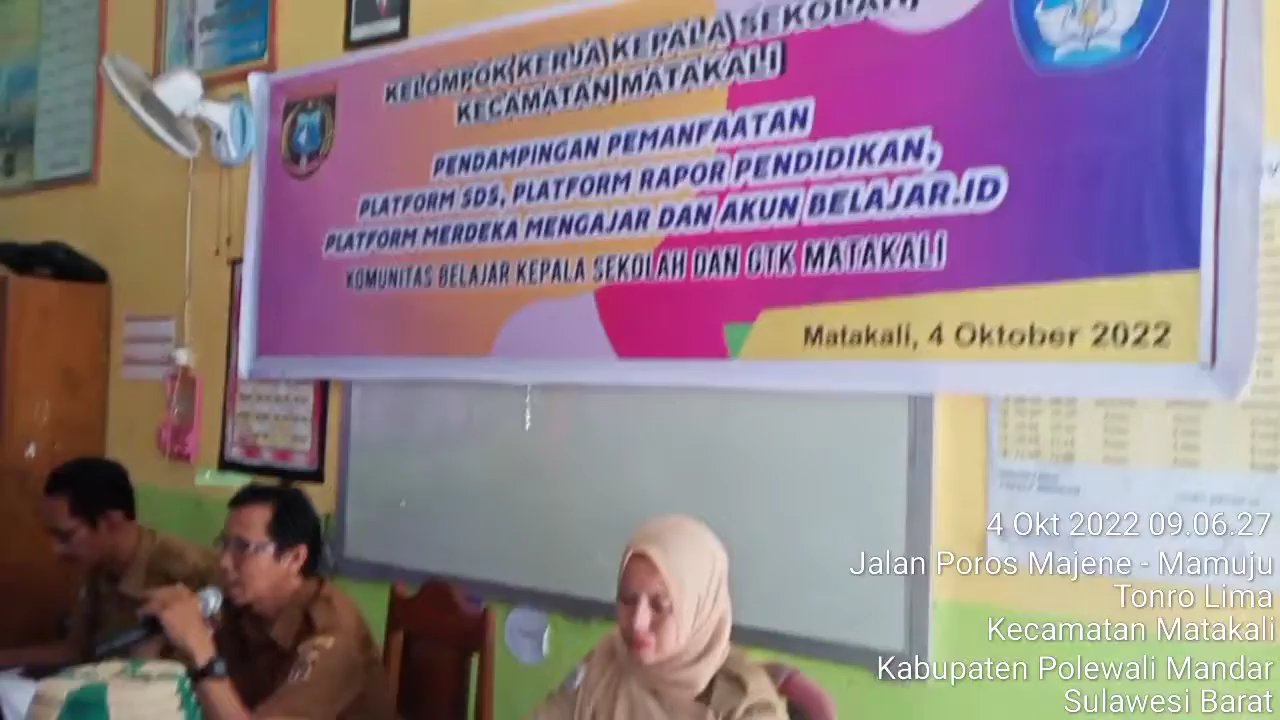 KELOMPOK KERJA KEPALA SEKOLAH,
KECAMATAN MATAKALI
PENDAMPINGAN PEMANFAATAN
PLATFORM SDS, PLATFORM RAPOR PENDIDIKAN,
PLATFORM MERDEKA MENGAJAR DAN AKUN BELAJAR.ID
KOMUNITAS BELAJAR KEPALA SEKOLAH DAN GTK MATAKALI
Matakali, 4 Oktober 2022
4 Okt 2022 09.06.27
Jalan Poros Majene - Mamuju
Tonro Lima
Kecamatan Matakali
Kabupaten Polewali Mandar
Sulawesi Barat